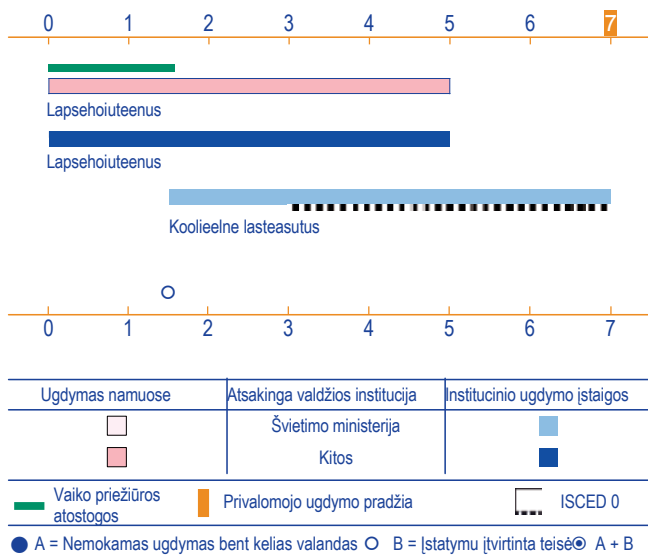 0 1 2 3 4 5 6 7
Lapsehoiuteenus
Lapsehoiuteenus
Koolieelne lasteasutus
0 1 2 3 4 5 6 7
Ugdymas namuose Atsakinga valdžios institucija Institucinio ugdymo įstaigos
Švietimo ministerija
Kitos
Vaiko priežiūros atostogos Privalomojo ugdymo pradžia ISCED 0
A = Nemokamas ugdymas bent kelias valandas B = Įstatymu įtvirtinta teisė A + B